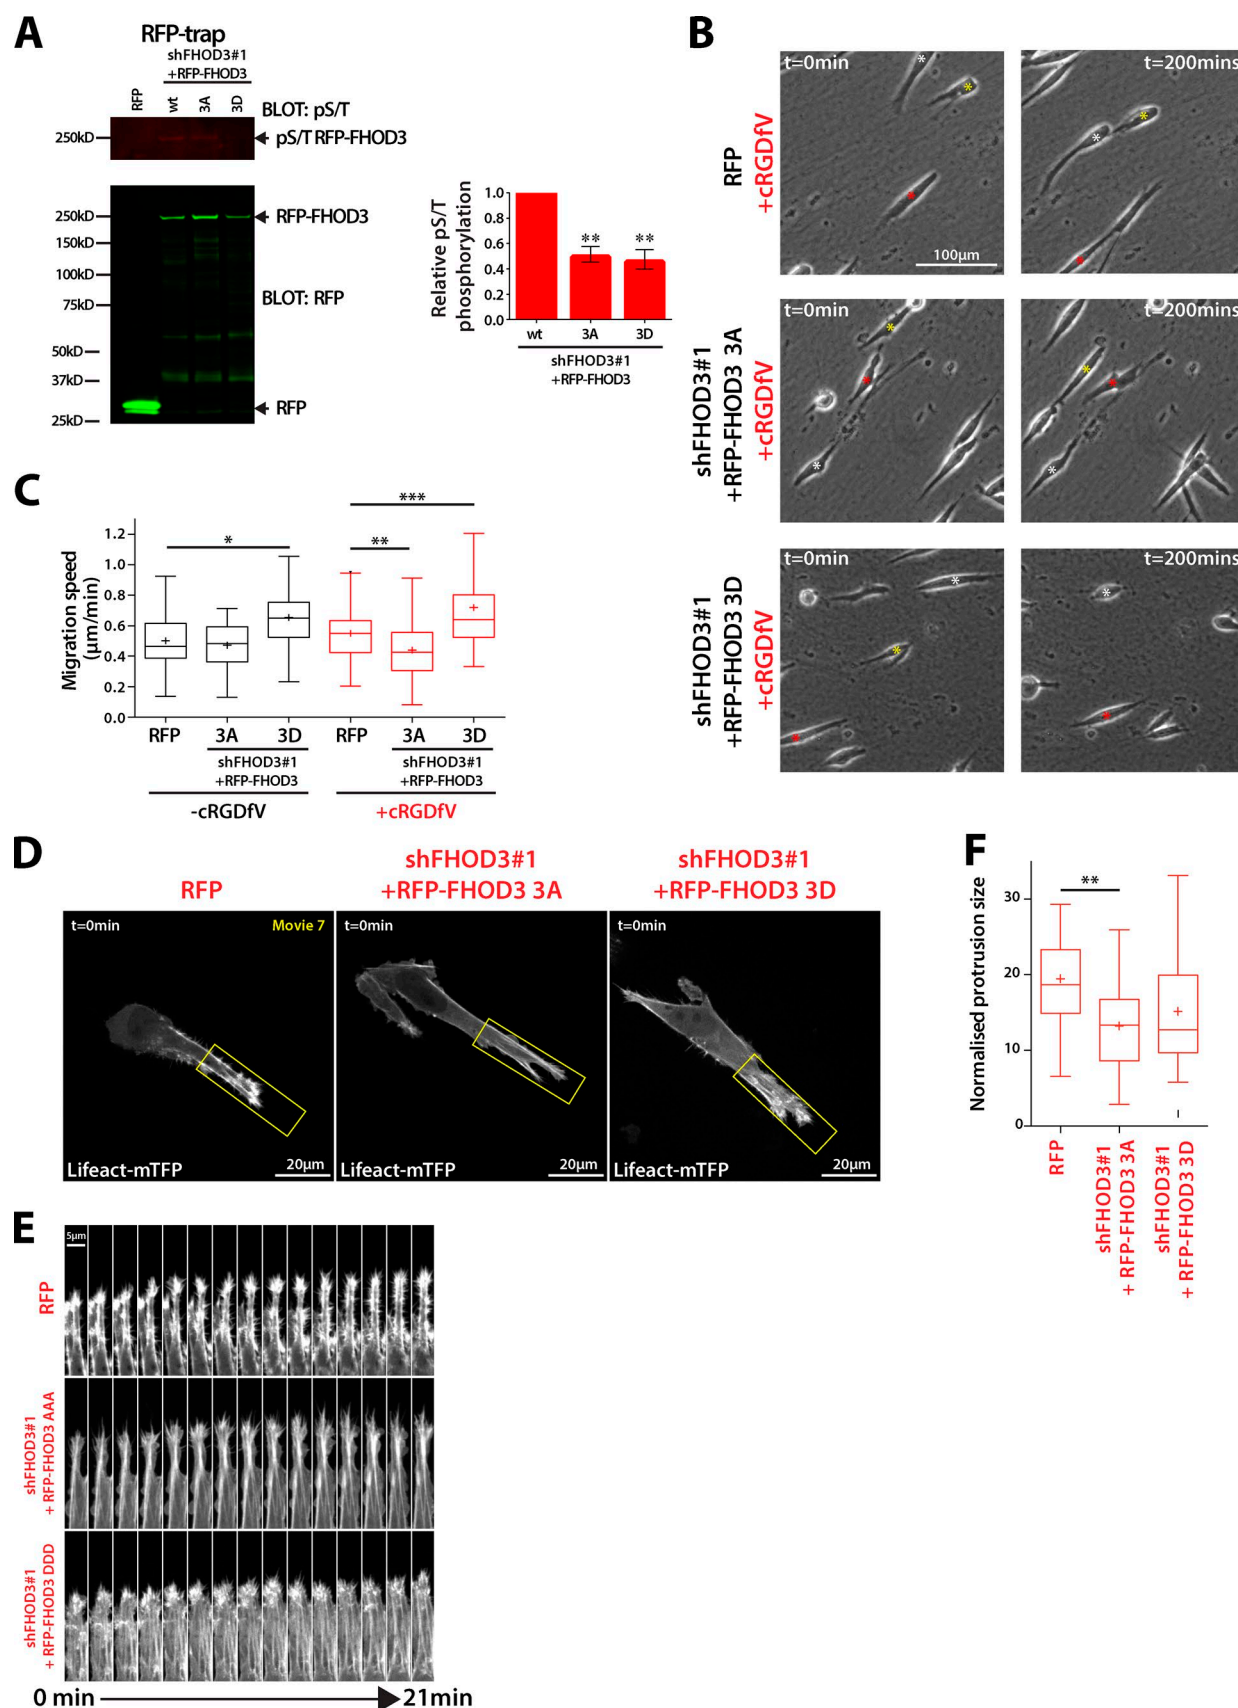 A
RFP-trap
shFHOD3#1
+RFP-FHOD3
RFP
wt
3A
3D
BLOT: pS/T
250kD
pS/T RFP-FHOD3
250kD
RFP-FHOD3
150kD
100kD
BLOT: RFP
75kD
50kD
37kD
RFP
25kD
Relative pS/T
phosphorylation
1.0
0.8
0.6
0.4
0.2
0.0
**
**
wt
3A
3D
shFHOD3#1
+RFP-FHOD3
B
RFP
+cRGDfV
t=0min
*
*
*
100µm
t=200mins
*
*
*
shFHOD3#1
+RFP-FHOD3 3A
+cRGDfV
t=0min
*
*
*
t=200mins
*
*
*
shFHOD3#1
+RFP-FHOD3 3D
+cRGDfV
t=0min
*
*
*
t=200mins
*
*
C
Migration speed
(µm/min)
1.2
1.0
0.8
0.6
0.4
0.2
0.0
*
**
***
RFP
3A
3D
RFP
3A
3D
shFHOD3#1
+RFP-FHOD3
shFHOD3#1
+RFP-FHOD3
-cRGDfV
+cRGDfV
D
RFP
shFHOD3#1
+RFP-FHOD3 3A
shFHOD3#1
+RFP-FHOD3 3D
t=0min
Movie 7
t=0min
t=0min
Lifeact-mTFP
20µm
Lifeact-mTFP
20µm
Lifeact-mTFP
20µm
E
5µm
RFP
shFHOD3#1
+ RFP-FHOD3 AAA
shFHOD3#1
+ RFP-FHOD3 DDD
0 min
21min
F
Normalised protrusion size
30
20
10
0
**
RFP
shFHOD3#1
+ RFP-FHOD3 3A
shFHOD3#1
+ RFP-FHOD3 3D